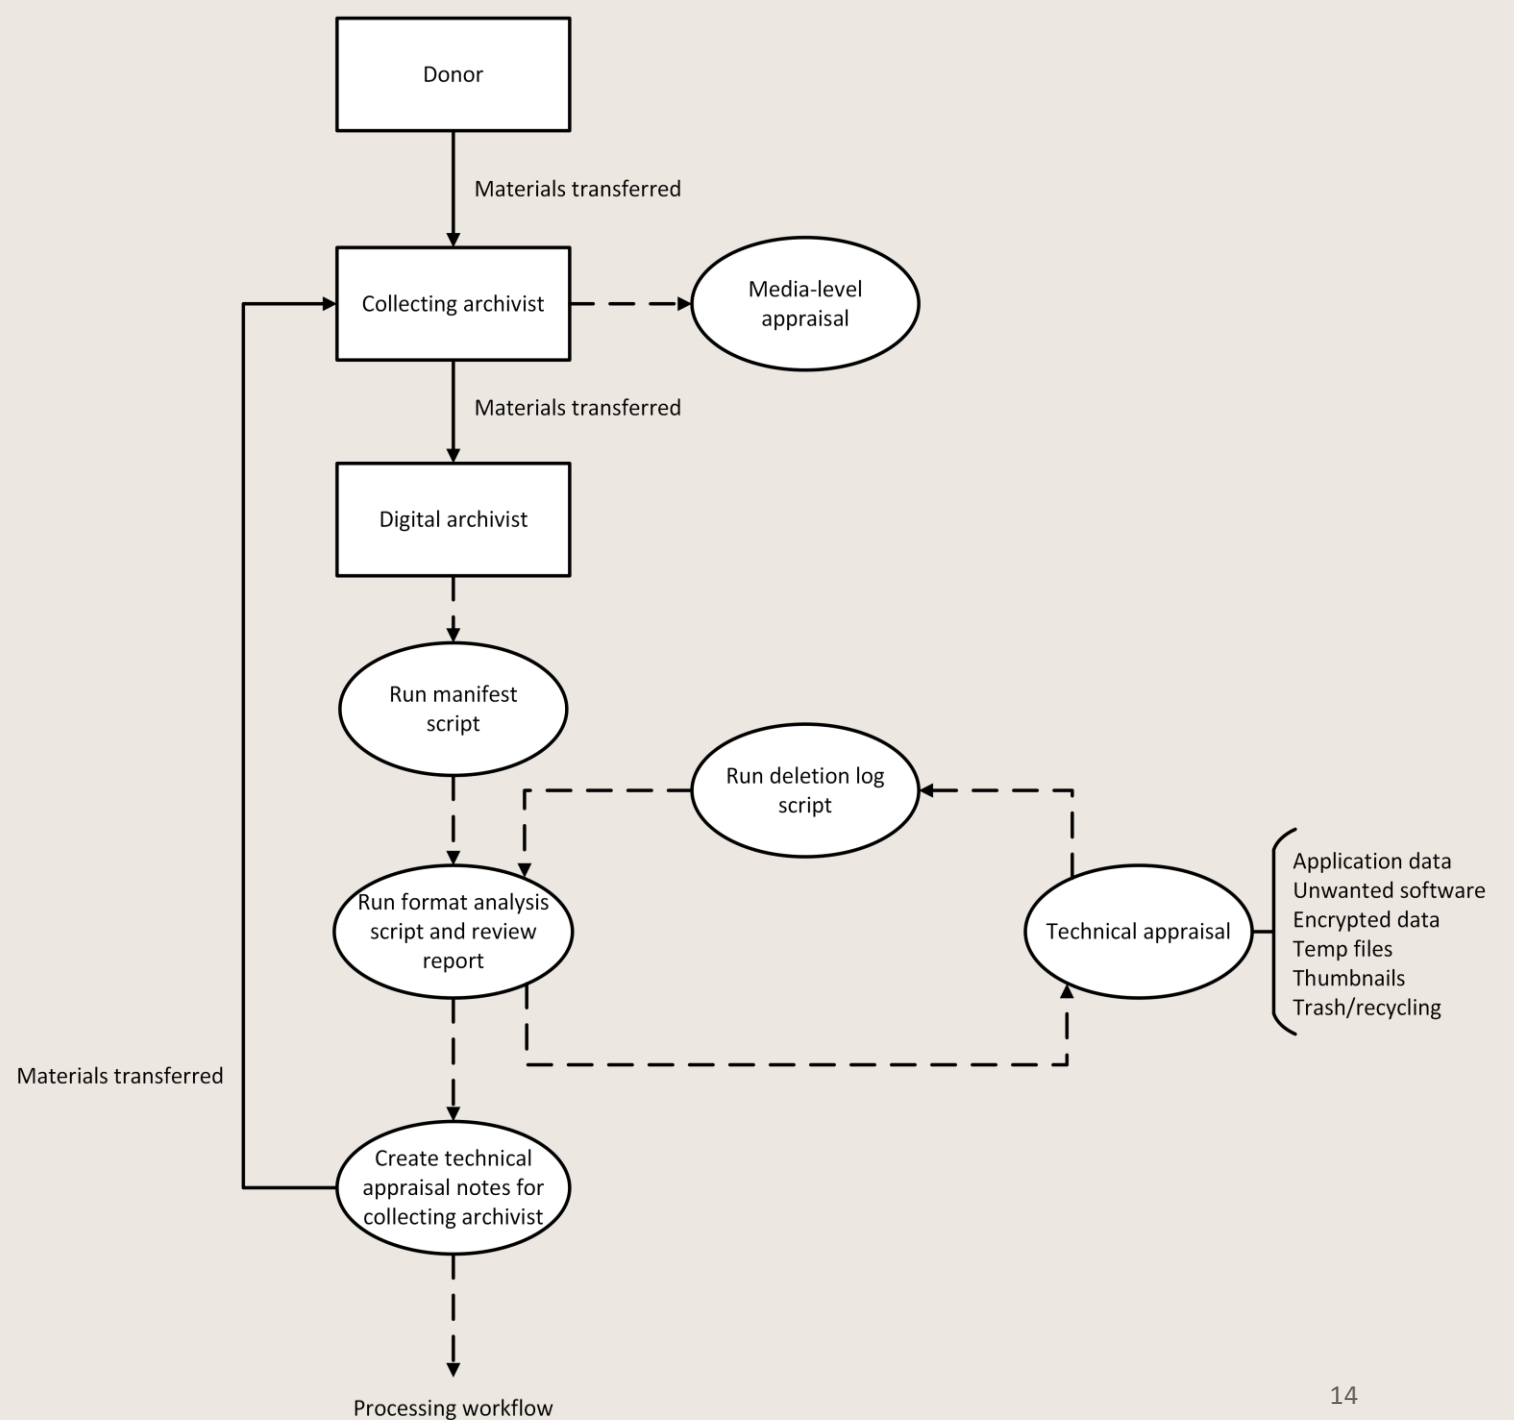 Donor
Materials transferred
Collecting archivist
Media-level
appraisal
Materials transferred
Digital archivist
Run manifest
script
Run deletion log
script
Run format analysis
script and review
report
Technical appraisal
Application data
Unwanted software
Encrypted data
Temp files
Thumbnails
Trash/recycling
Materials transferred
Create technical
appraisal notes for
collecting archivist
Processing workflow
14